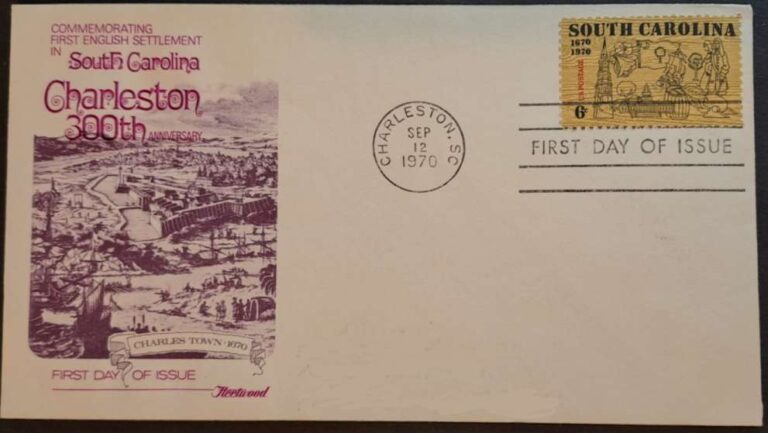 COMMEMORATING
FIRST ENGLISH SETTLEMENT
IN South Carolina
Charleston
300th ANNIVERSARY
CHARLES TOWN · 1670
FIRST DAY OF ISSUE
Fleetwood
CHARLESTON, SC
SEP
12
1970
SOUTH CAROLINA
1670
1970
U.S. POSTAGE
6c
FIRST DAY OF ISSUE